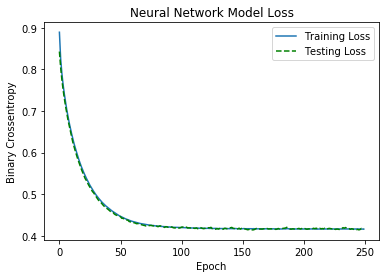 Neural Network Model Loss
Training Loss
Testing Loss
Binary Crossentropy
0.9
0.8
0.7
0.6
0.5
0.4
0
50
100
150
200
250
Epoch